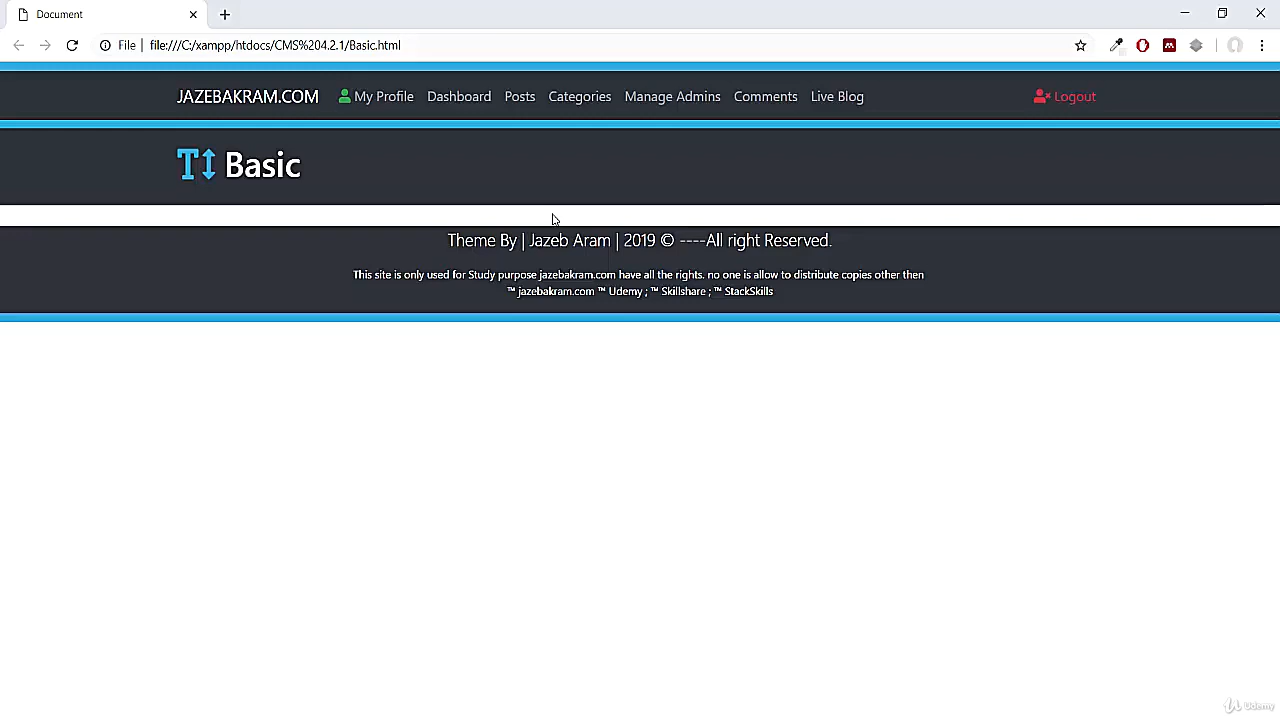 Document
File
file:///C:/xampp/htdocs/CMS%204.2.1/Basic.html
JAZEBAKRAM.COM My Profile Dashboard Posts Categories Manage Admins Comments Live Blog Logout
Basic
Theme By | Jazeb Aram | 2019 © ----All right Reserved.
This site is only used for Study purpose jazebakram.com have all the rights. no one is allow to distribute copies other then
™ jazebakram.com ™ Udemy ; ™ Skillshare ; ™ StackSkills
Udemy